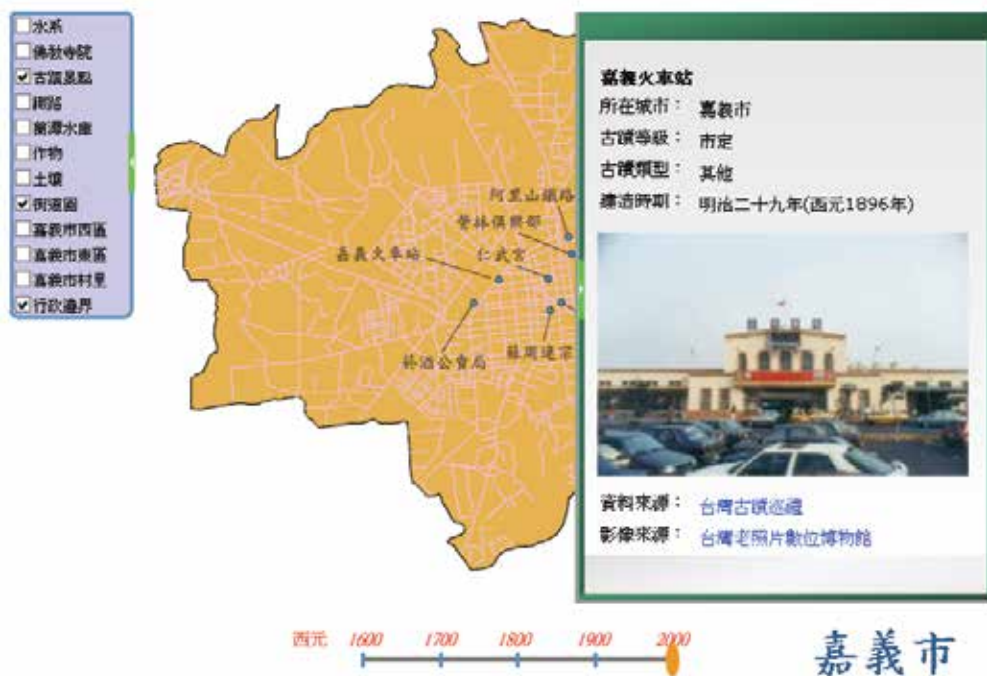 水系
佛教寺院
古蹟景點
鐵路
蘭潭水庫
作物
土壤
街道圖
嘉義市西區
嘉義市東區
嘉義市村里
行政邊界
阿里山鐵路
營林俱樂部
嘉義火車站
仁武宮
菸酒公賣局
蘇周連宗
嘉義火車站
所在城市： 嘉義市
古蹟等級： 市定
古蹟類型： 其他
建造時期： 明治二十九年(西元1896年)
資料來源： 台灣古蹟巡禮
影像來源： 台灣老照片數位博物館
西元 1600 1700 1800 1900 2000
嘉義市